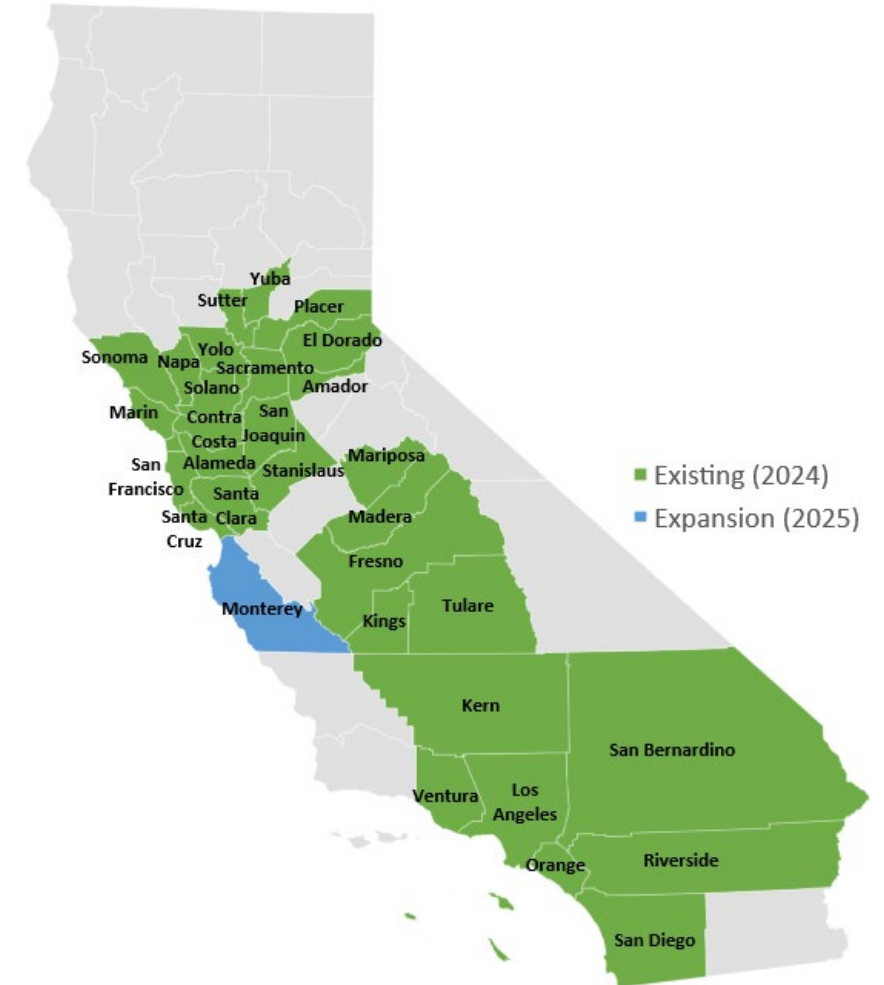 Yuba
Sutter
Placer
El Dorado
Sonoma
Napa
Yolo
Sacramento
Solano
Amador
Marin
Contra
Costa
San
Joaquin
Alameda
Stanislaus
Mariposa
San
Francisco
Santa
Clara
Santa
Cruz
Madera
Fresno
Monterey
Kings
Tulare
Existing (2024)
Expansion (2025)
Kern
San Bernardino
Ventura
Los
Angeles
Orange
Riverside
San Diego